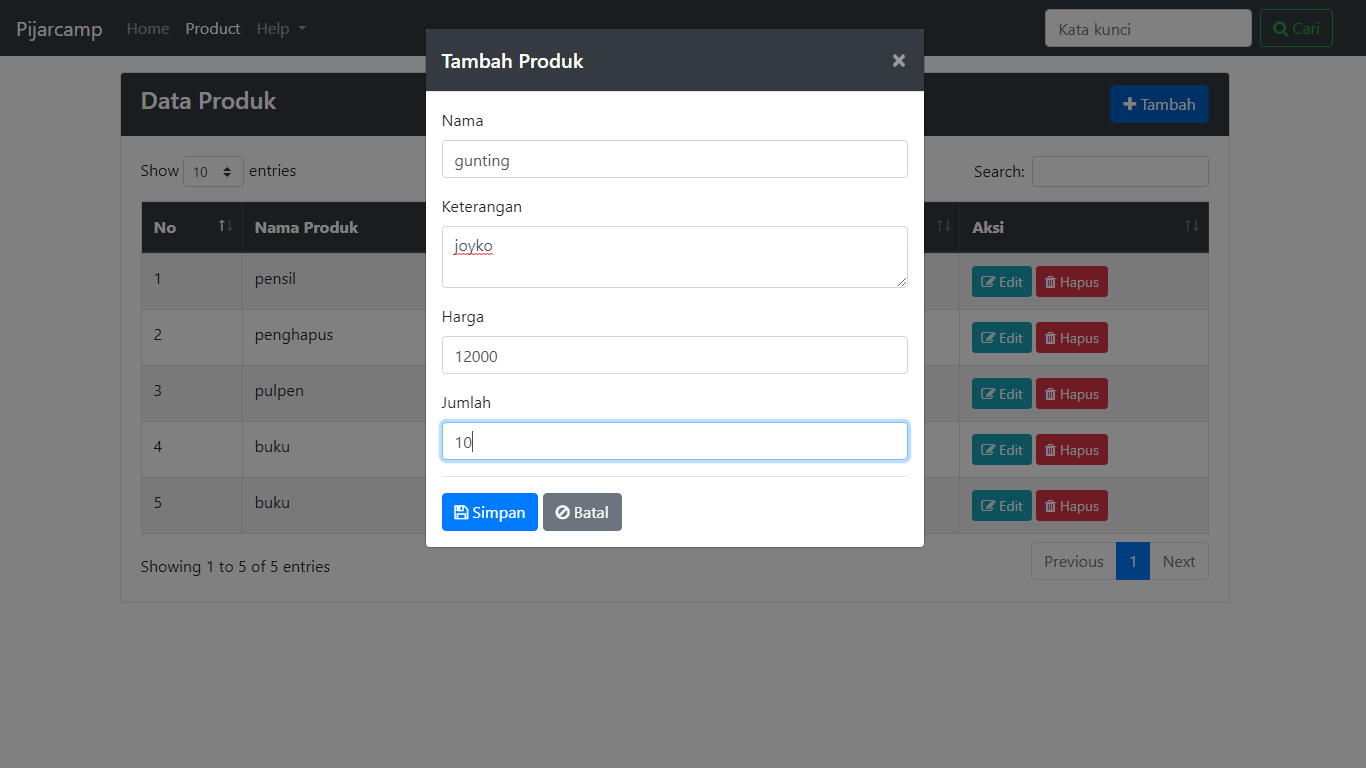 Pijarcamp Home Product Help Kata kunci Cari
Tambah Produk ×
Data Produk Tambah
Nama
gunting
Show 10 entries Search:
Keterangan
joyko
No Nama Produk Aksi
1 pensil Edit Hapus
Harga
12000
2 penghapus Edit Hapus
3 pulpen Edit Hapus
Jumlah
10
4 buku Edit Hapus
5 buku Edit Hapus
Simpan Batal
Showing 1 to 5 of 5 entries Previous 1 Next